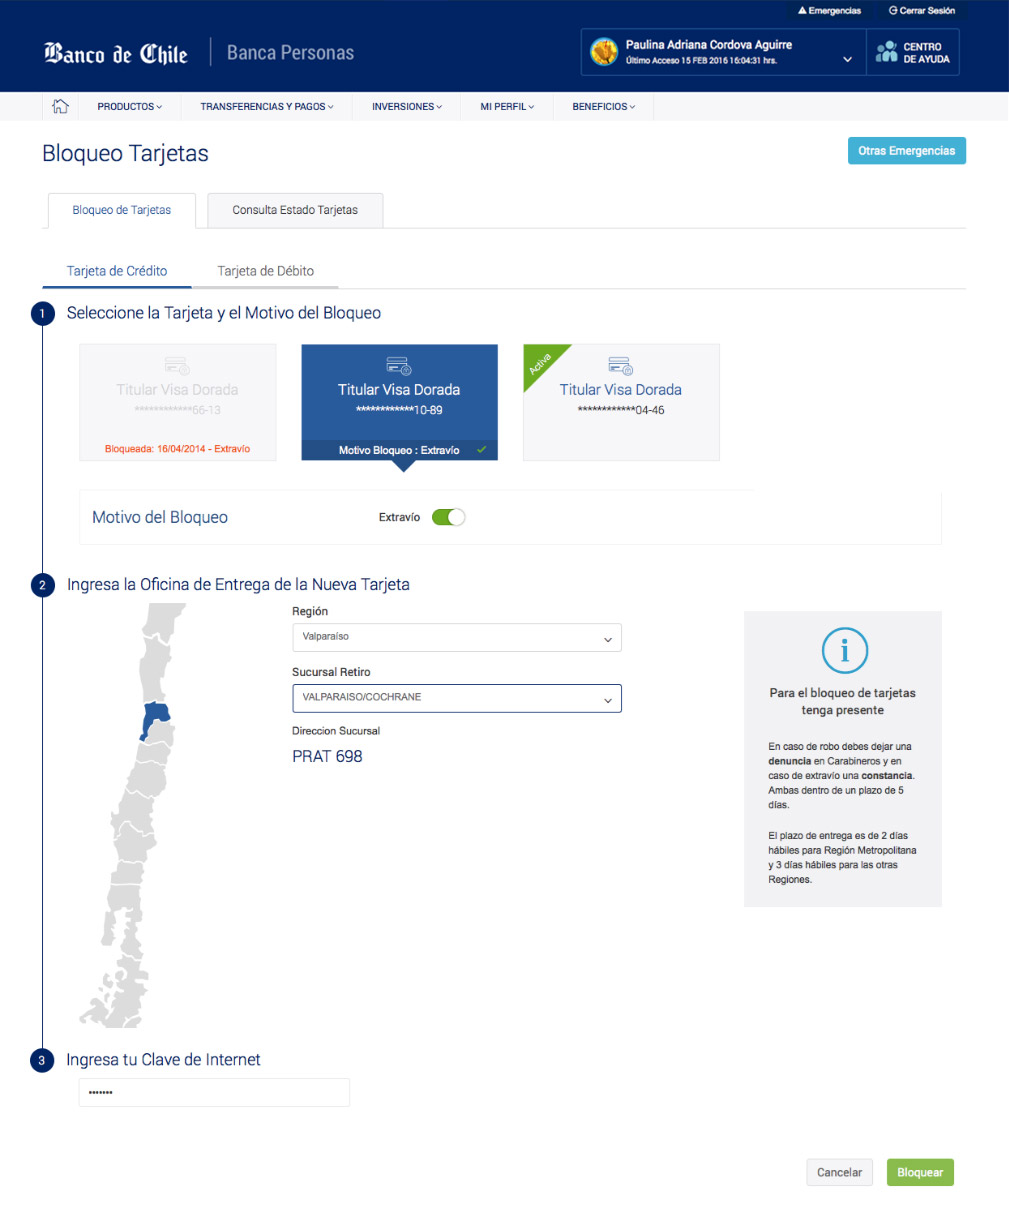 Emergencias
Cerrar Sesión
Banco de Chile
Banca Personas
Paulina Adriana Cordova Aguirre
Último Acceso 15 FEB 2016 16:04:31 hrs.
CENTRO
DE AYUDA
PRODUCTOS
TRANSFERENCIAS Y PAGOS
INVERSIONES
MI PERFIL
BENEFICIOS
Bloqueo Tarjetas
Otras Emergencias
Bloqueo de Tarjetas
Consulta Estado Tarjetas
Tarjeta de Crédito
Tarjeta de Débito
1
Seleccione la Tarjeta y el Motivo del Bloqueo
Titular Visa Dorada
************66-13
Bloqueada: 16/04/2014 - Extravío
Titular Visa Dorada
************10-89
Motivo Bloqueo : Extravío
Activa
Titular Visa Dorada
************04-46
Motivo del Bloqueo
Extravío
2
Ingresa la Oficina de Entrega de la Nueva Tarjeta
Región
Valparaíso
Sucursal Retiro
VALPARAISO/COCHRANE
Direccion Sucursal
PRAT 698
i
Para el bloqueo de tarjetas
tenga presente
En caso de robo debes dejar una
denuncia en Carabineros y en
caso de extravío una constancia.
Ambas dentro de un plazo de 5
días.
El plazo de entrega es de 2 días
hábiles para Región Metropolitana
y 3 días hábiles para las otras
Regiones.
3
Ingresa tu Clave de Internet
•••••••
Cancelar
Bloquear